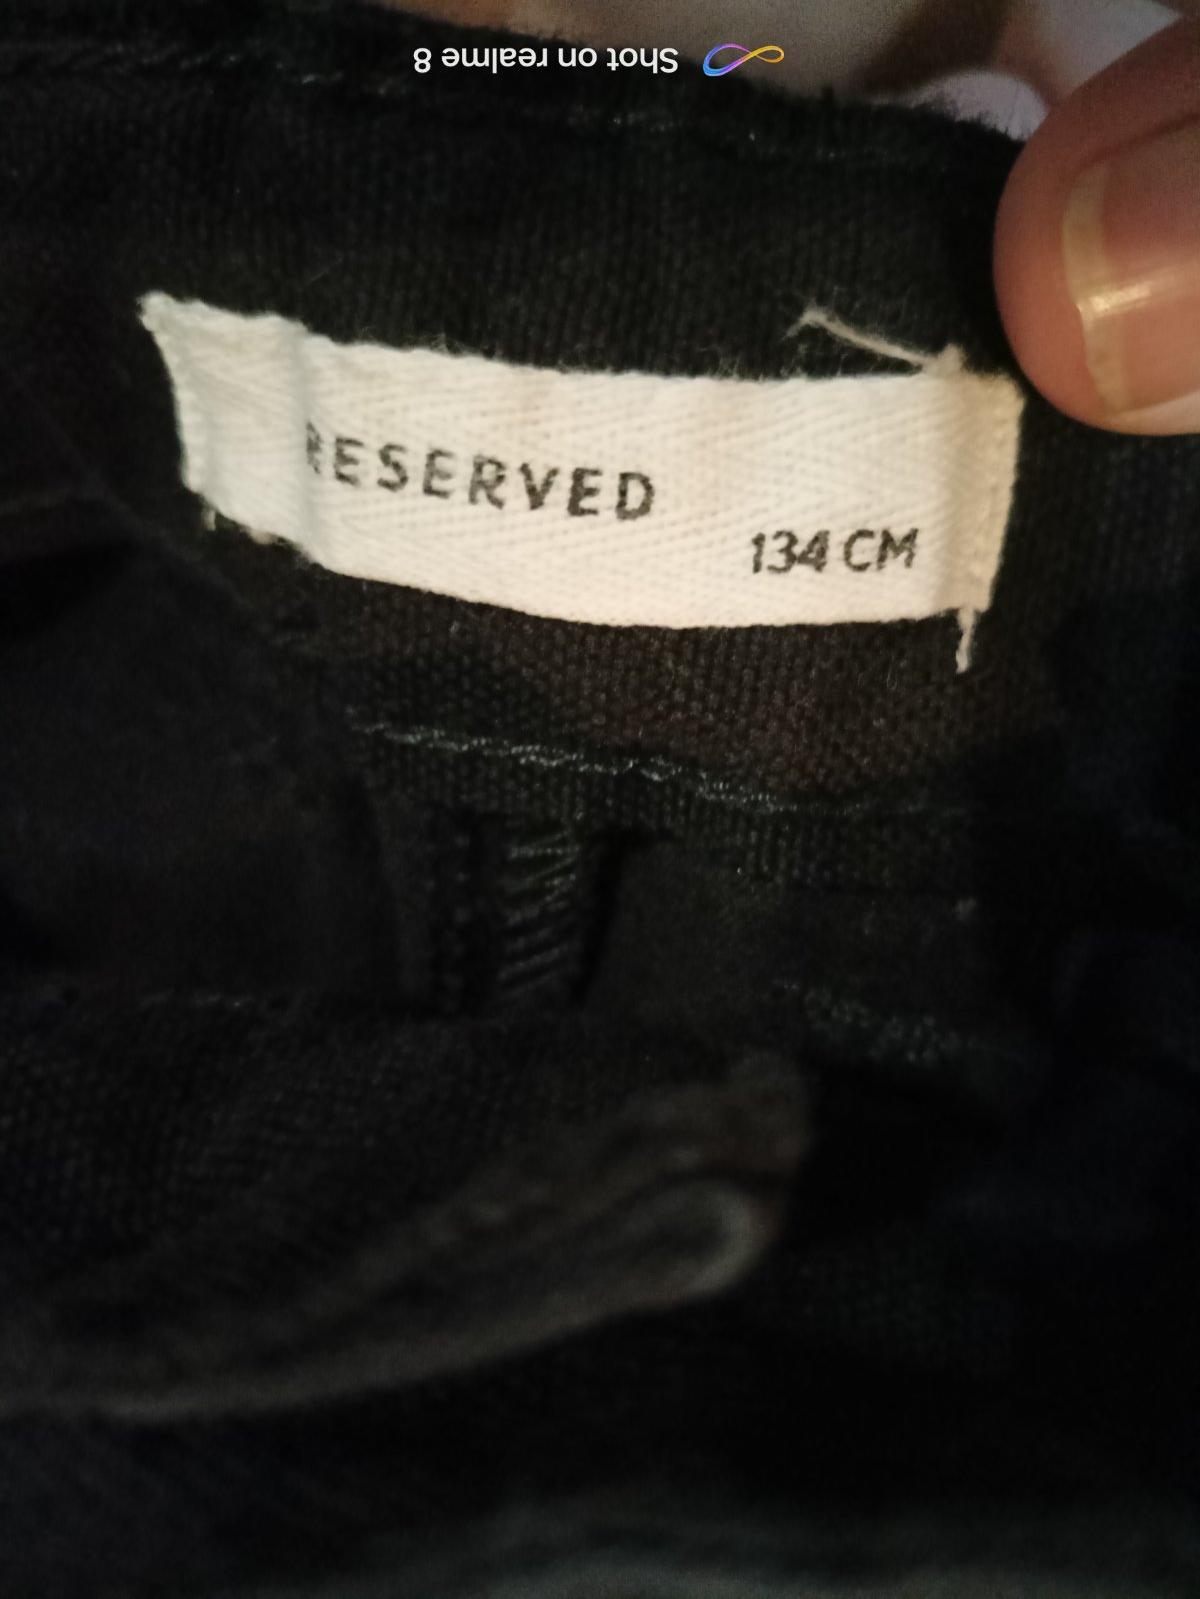 Shot on realme 8
RESERVED
134 CM